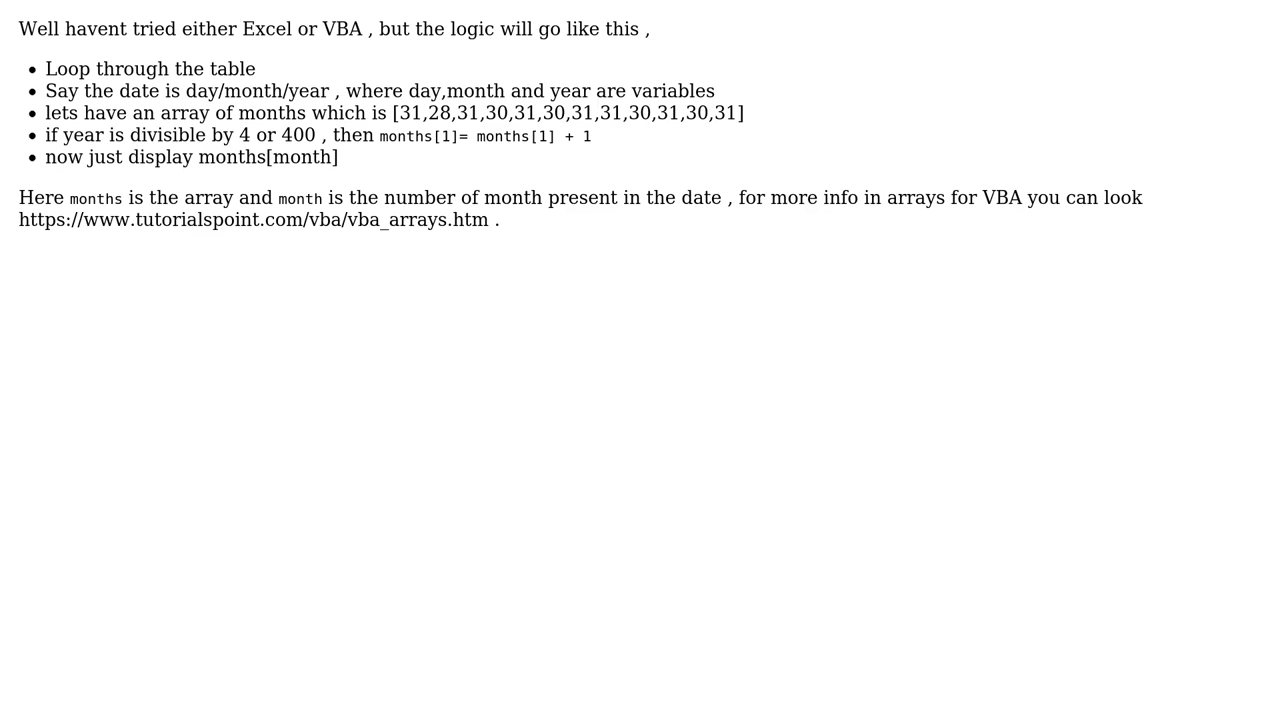 Well havent tried either Excel or VBA , but the logic will go like this ,
• Loop through the table
• Say the date is day/month/year , where day,month and year are variables
• lets have an array of months which is [31,28,31,30,31,30,31,31,30,31,30,31]
• if year is divisible by 4 or 400 , then months[1]= months[1] + 1
• now just display months[month]
Here months is the array and month is the number of month present in the date , for more info in arrays for VBA you can look
https://www.tutorialspoint.com/vba/vba_arrays.htm .